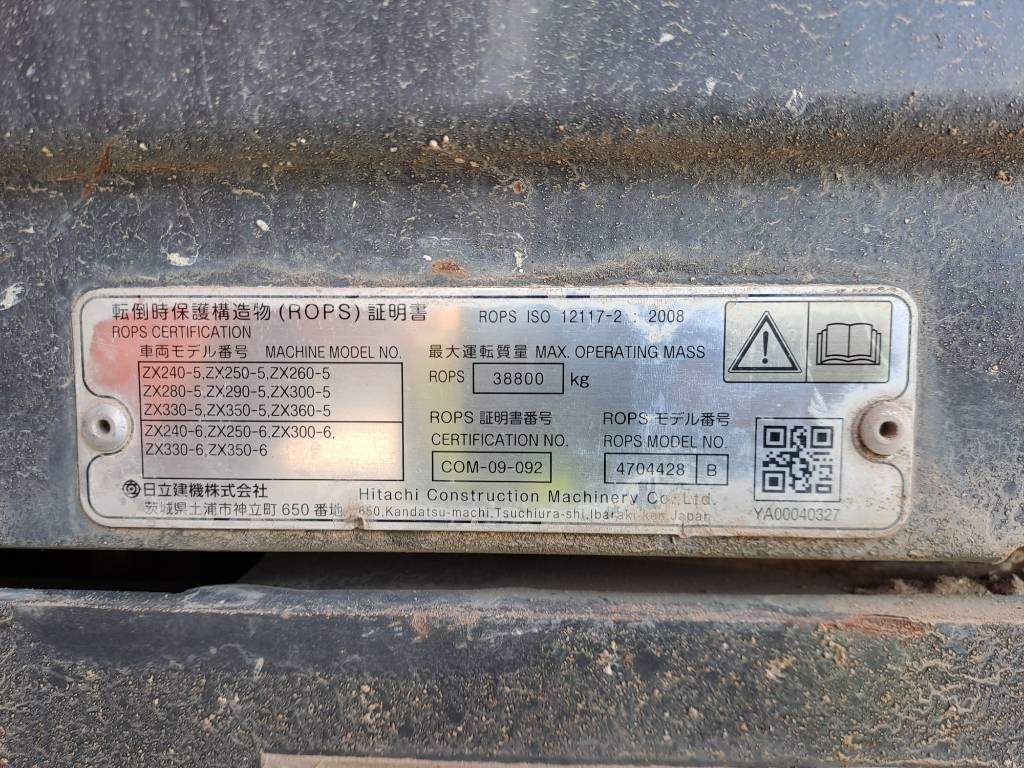 転倒時保護構造物 (ROPS) 証明書
ROPS CERTIFICATION
ROPS ISO 12117-2 : 2008
車両モデル番号 MACHINE MODEL NO.
ZX240-5,ZX250-5,ZX260-5
ZX280-5,ZX290-5,ZX300-5
ZX330-5,ZX350-5,ZX360-5
ZX240-6,ZX250-6,ZX300-6,
ZX330-6,ZX350-6
最大運転質量 MAX. OPERATING MASS
ROPS 38800 kg
ROPS 証明書番号
CERTIFICATION NO.
COM-09-092
ROPS モデル番号
ROPS MODEL NO.
4704428 B
日立建機株式会社
Hitachi Construction Machinery Co., Ltd.
茨城県土浦市神立町 650 番地
650,Kandatsu-machi,Tsuchiura-shi,Ibaraki-ken,Japan
YA00040327